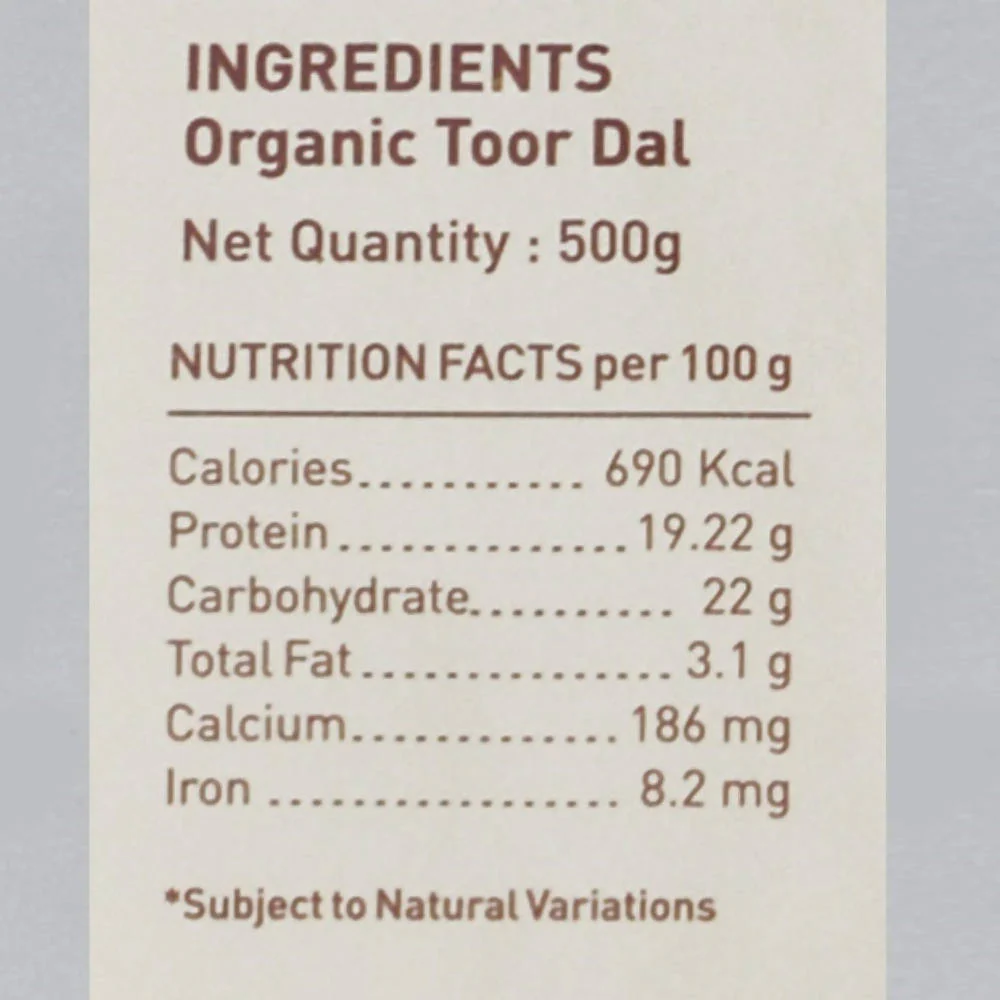 INGREDIENTS
Organic Toor Dal
Net Quantity : 500g
NUTRITION FACTS per 100 g
Calories........... 690 Kcal
Protein..............19.22 g
Carbohydrate.......... 22 g
Total Fat............... 3.1 g
Calcium............. 186 mg
Iron ................. 8.2 mg
*Subject to Natural Variations